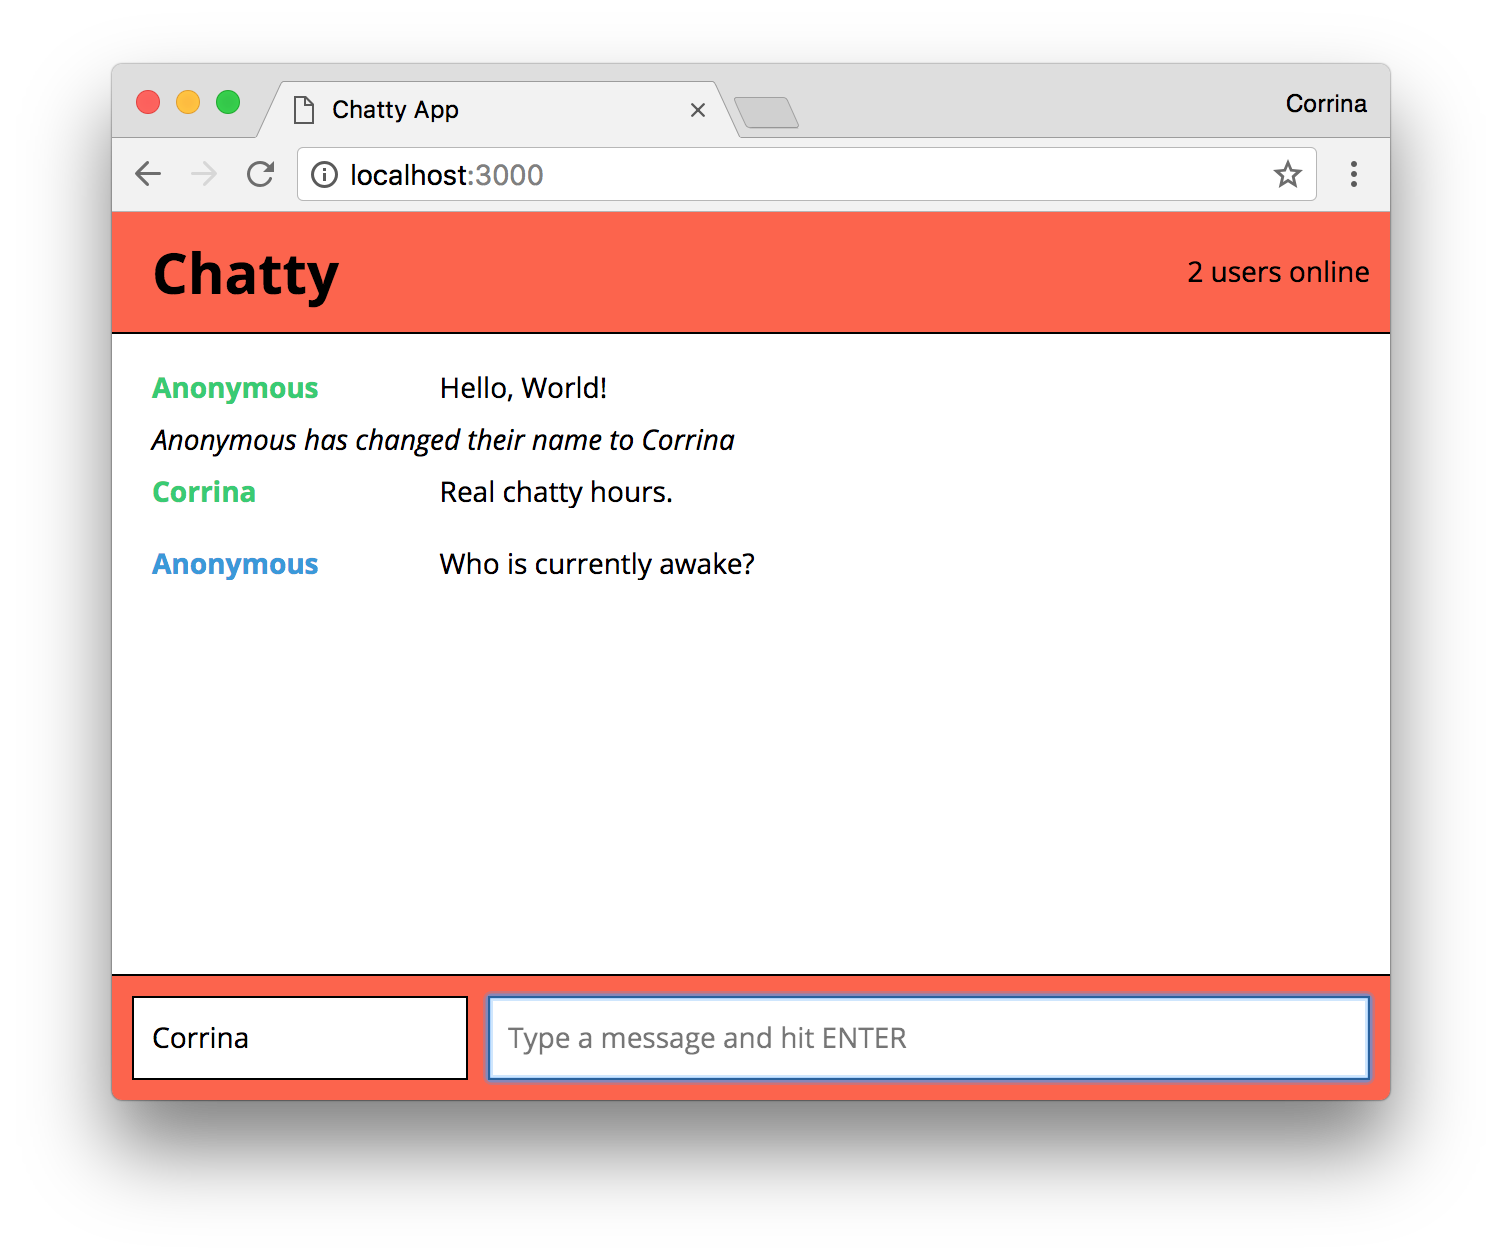 Chatty App
Corrina
localhost:3000
Chatty
2 users online
Anonymous Hello, World!
Anonymous has changed their name to Corrina
Corrina Real chatty hours.
Anonymous Who is currently awake?
Corrina Type a message and hit ENTER